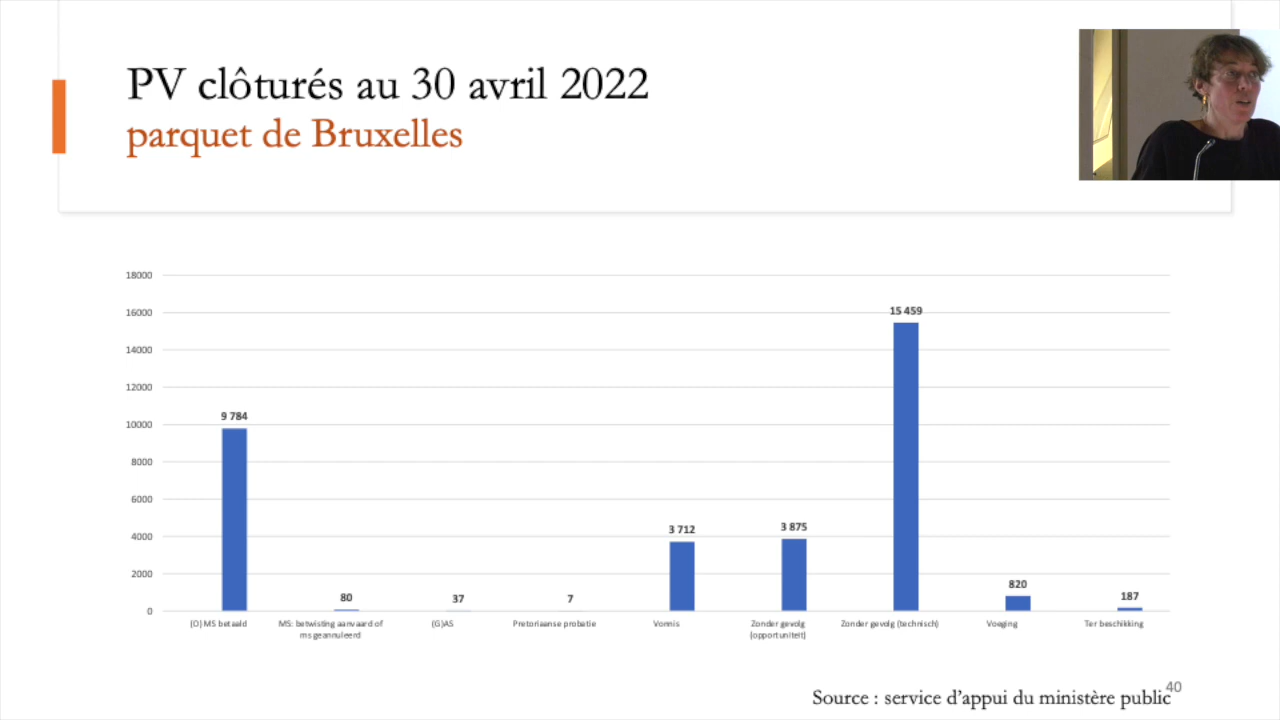 PV clôturés au 30 avril 2022
parquet de Bruxelles
18000
16000
14000
12000
10000
8000
6000
4000
2000
0
9 784
80
37
7
3 712
3 875
15 459
820
187
(O)MS betaald
MS: betwisting aanvaard of
ms geannuleerd
(G)AS
Pretoriaanse probatie
Vonnis
Zonder gevolg
(opportuniteit)
Zonder gevolg (technisch)
Voeging
Ter beschikking
40
Source : service d'appui du ministère public